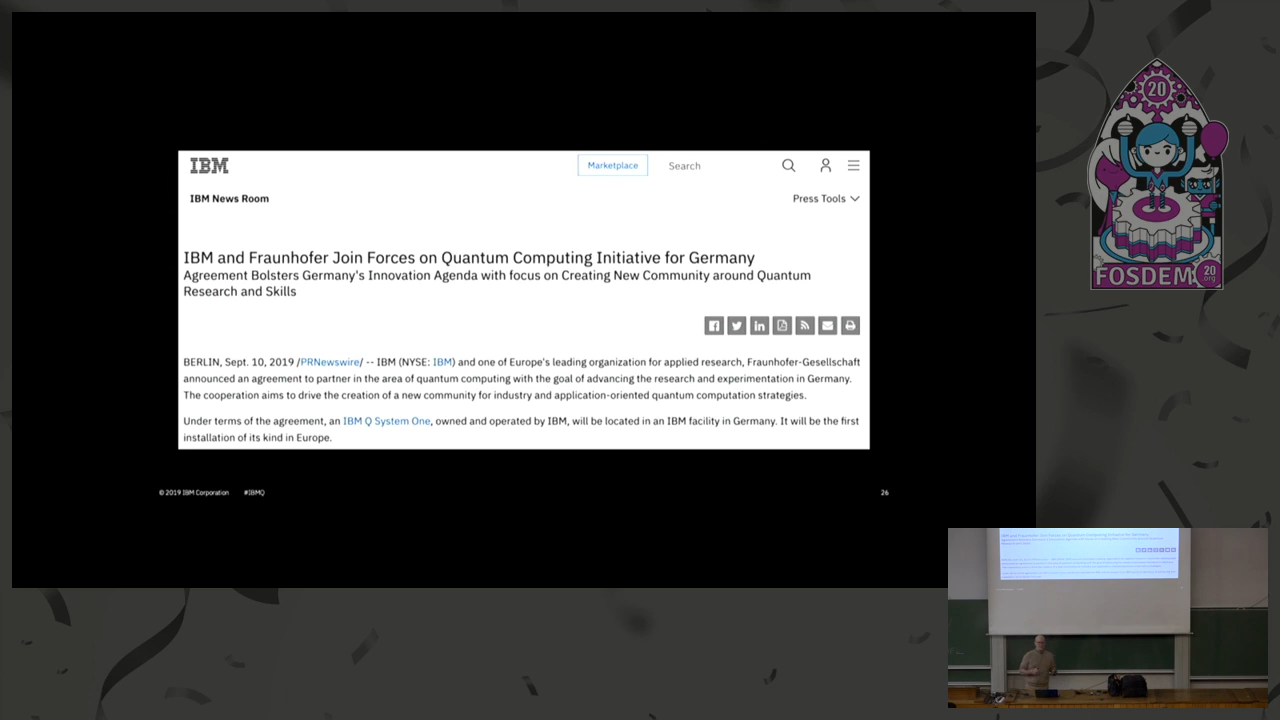 IBM
Marketplace
Search
IBM News Room
Press Tools
IBM and Fraunhofer Join Forces on Quantum Computing Initiative for Germany
Agreement Bolsters Germany's Innovation Agenda with focus on Creating New Community around Quantum
Research and Skills
BERLIN, Sept. 10, 2019 /PRNewswire/ -- IBM (NYSE: IBM) and one of Europe's leading organization for applied research, Fraunhofer-Gesellschaft
announced an agreement to partner in the area of quantum computing with the goal of advancing the research and experimentation in Germany.
The cooperation aims to drive the creation of a new community for industry and application-oriented quantum computation strategies.
Under terms of the agreement, an IBM Q System One, owned and operated by IBM, will be located in an IBM facility in Germany. It will be the first
installation of its kind in Europe.
© 2019 IBM Corporation #IBMQ
26
20
FOSDEM
20
.org